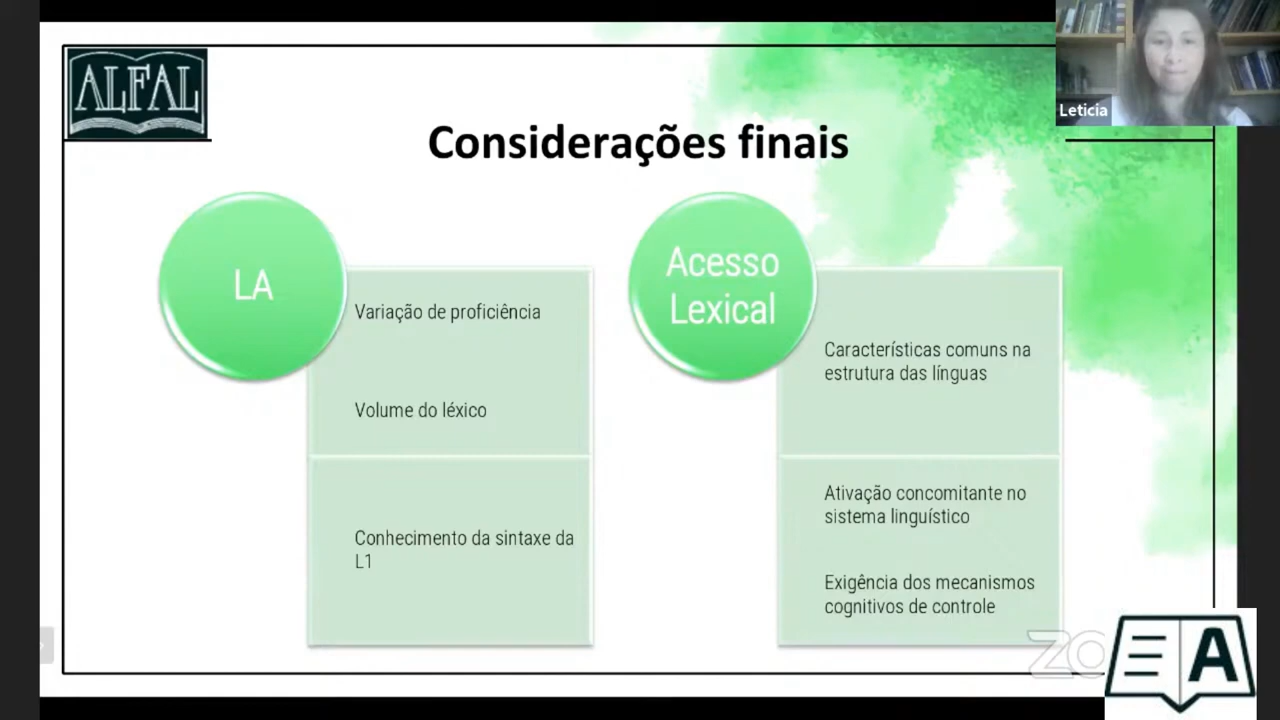 ALFAL
Leticia
Considerações finais
LA
Variação de proficiência
Volume do léxico
Conhecimento da sintaxe da
L1
Acesso
Lexical
Características comuns na
estrutura das línguas
Ativação concomitante no
sistema linguístico
Exigência dos mecanismos
cognitivos de controle
A